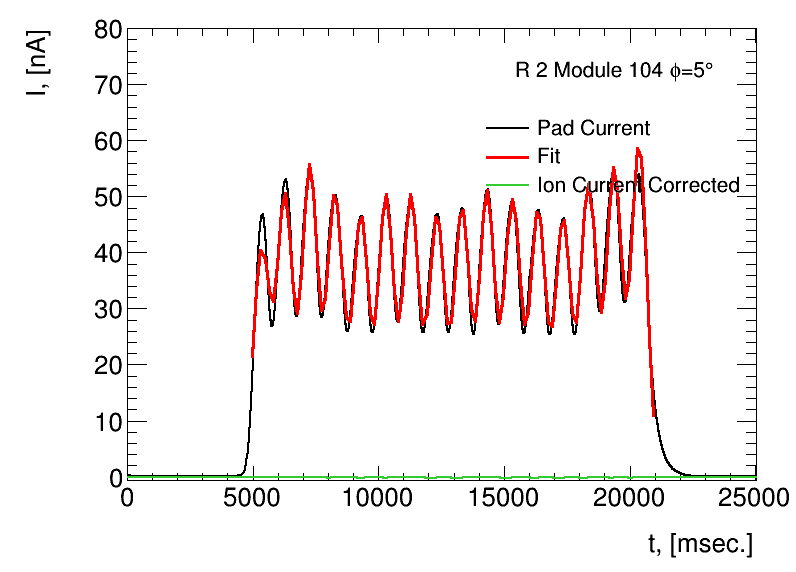 I, [nA]
80
70
60
50
40
30
20
10
0
R 2 Module 104 ϕ=5°
Pad Current
Fit
Ion Current Corrected
0 5000 10000 15000 20000 25000
t, [msec.]